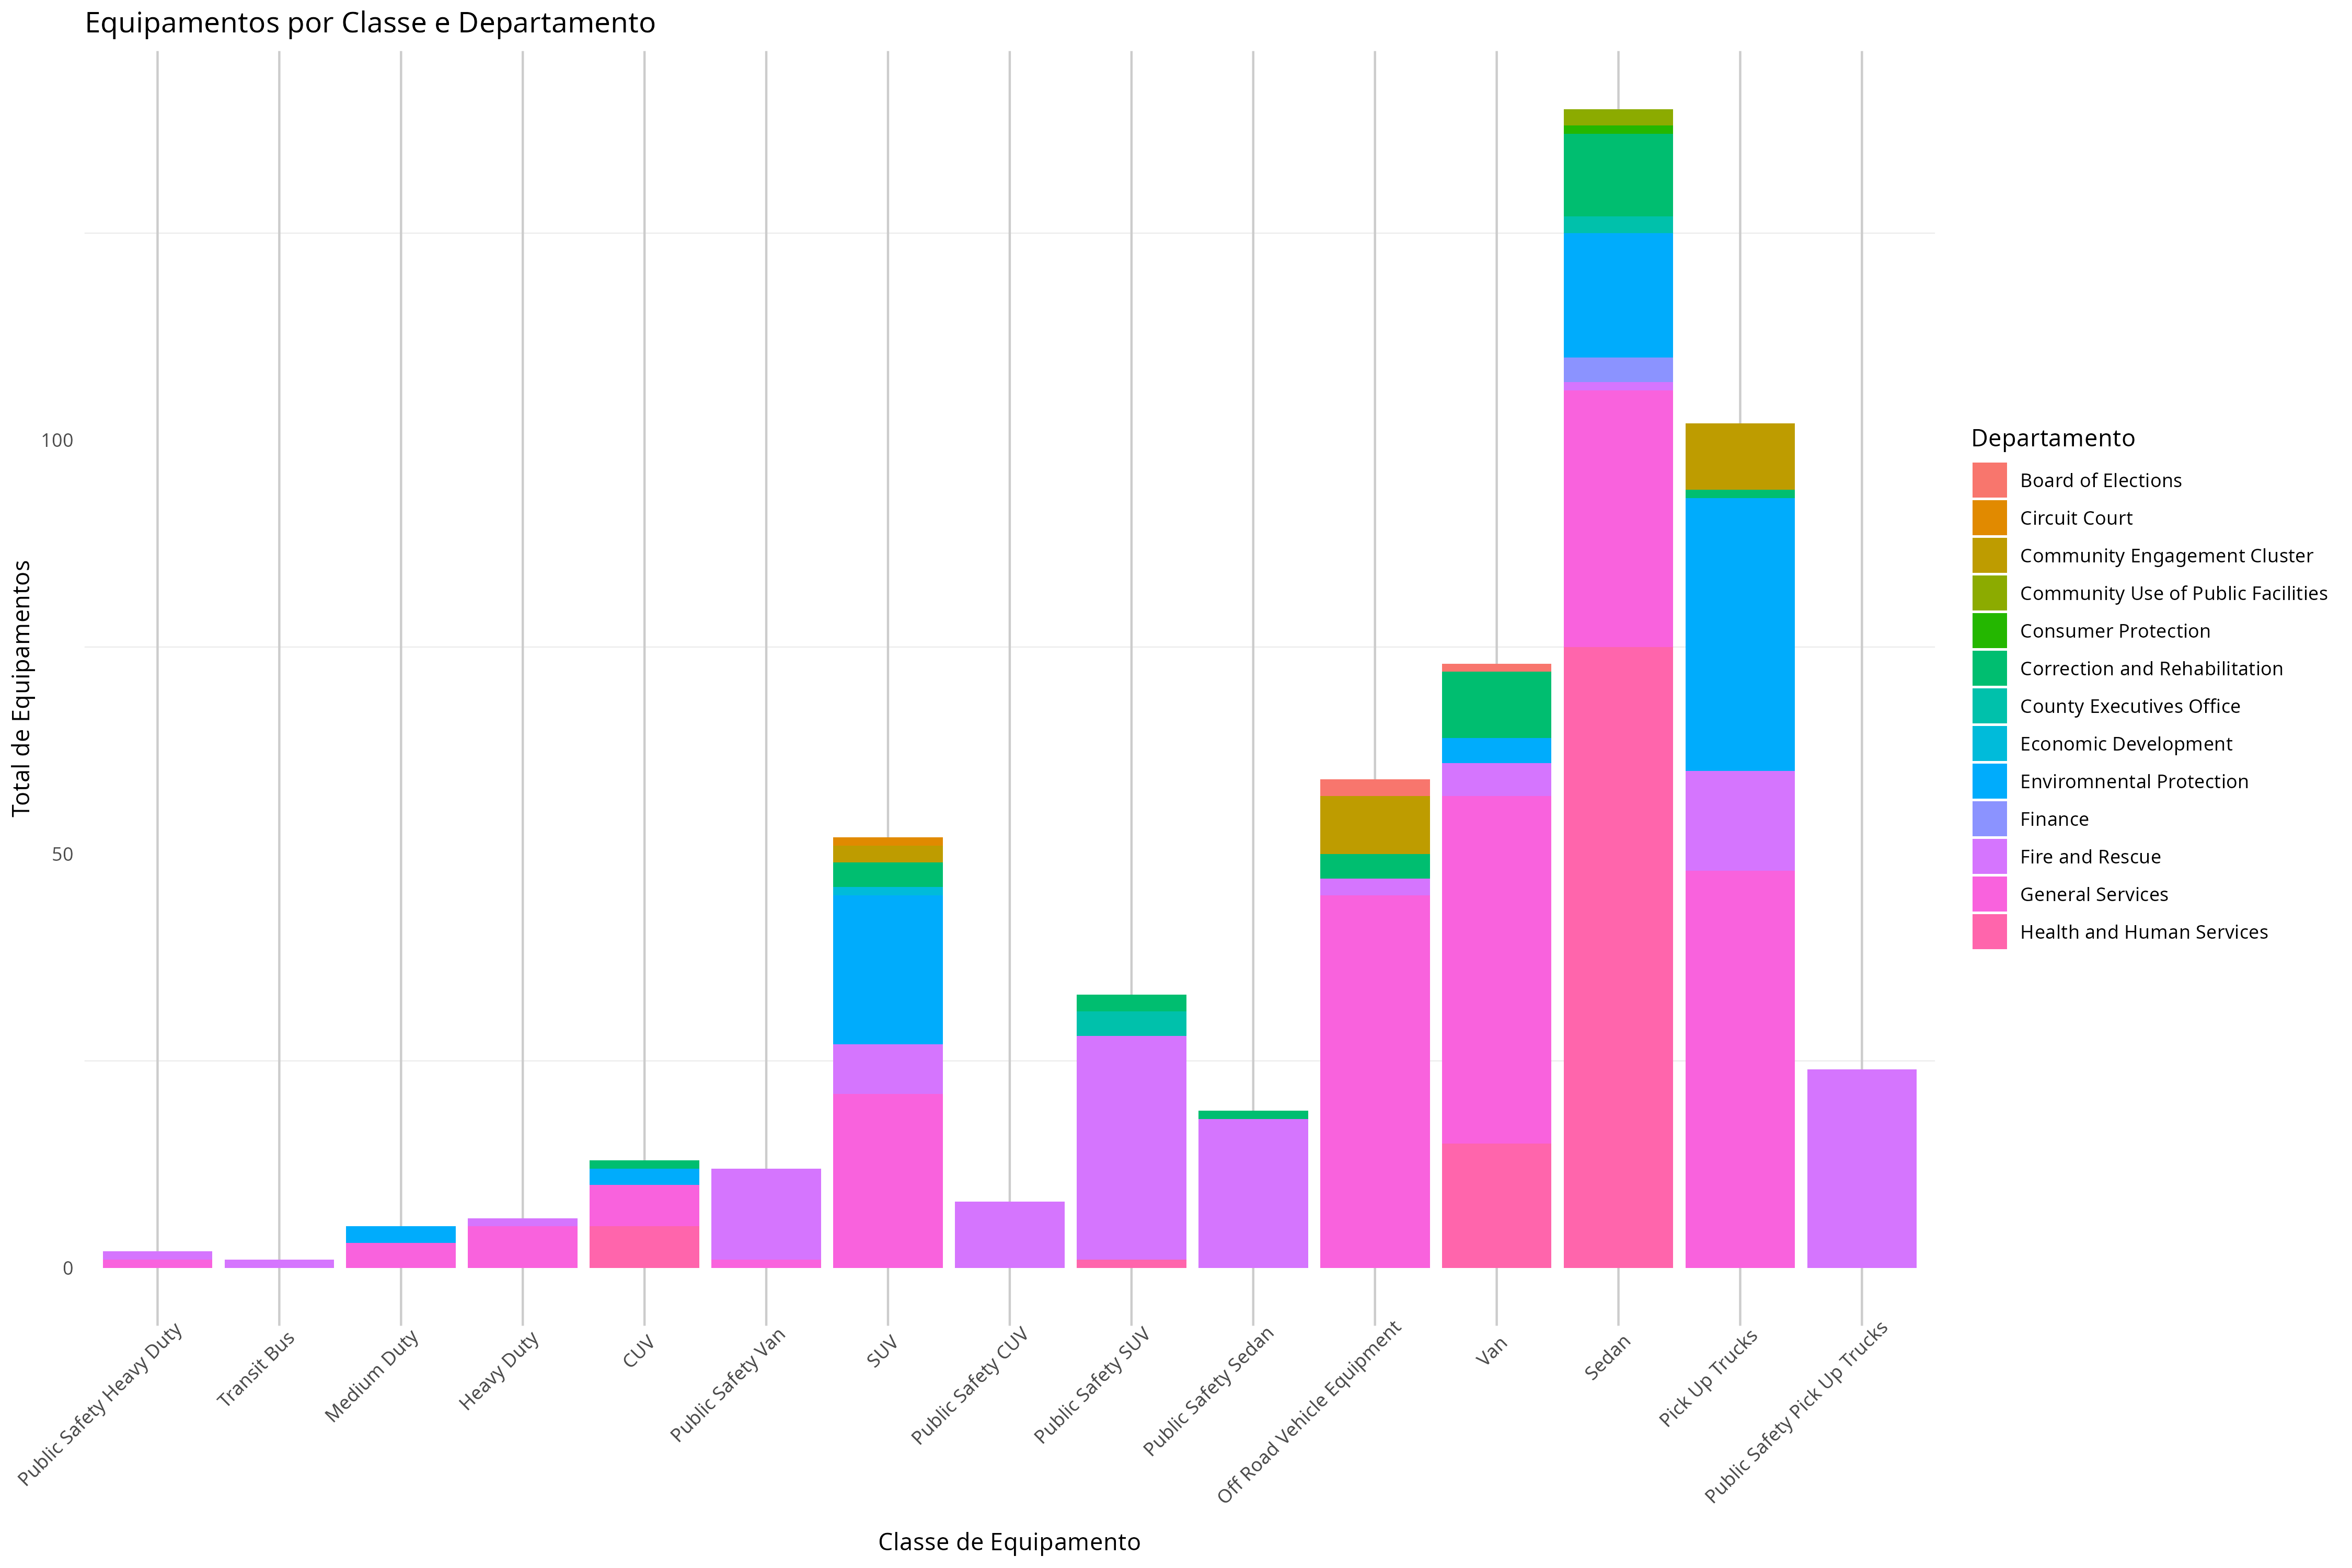 Equipamentos por Classe e Departamento
Total de Equipamentos
100
50
0
Public Safety Heavy Duty
Transit Bus
Medium Duty
Heavy Duty
CUV
Public Safety Van
SUV
Public Safety CUV
Public Safety SUV
Public Safety Sedan
Off Road Vehicle Equipment
Van
Sedan
Pick Up Trucks
Public Safety Pick Up Trucks
Classe de Equipamento
Departamento
Board of Elections
Circuit Court
Community Engagement Cluster
Community Use of Public Facilities
Consumer Protection
Correction and Rehabilitation
County Executives Office
Economic Development
Enviromnental Protection
Finance
Fire and Rescue
General Services
Health and Human Services